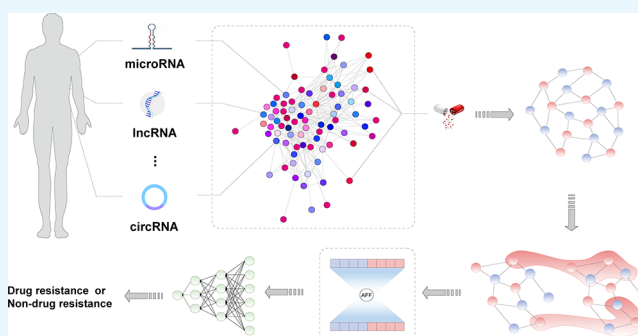 microRNA
lncRNA
circRNA
AFF
Drug resistance or
Non-drug resistance